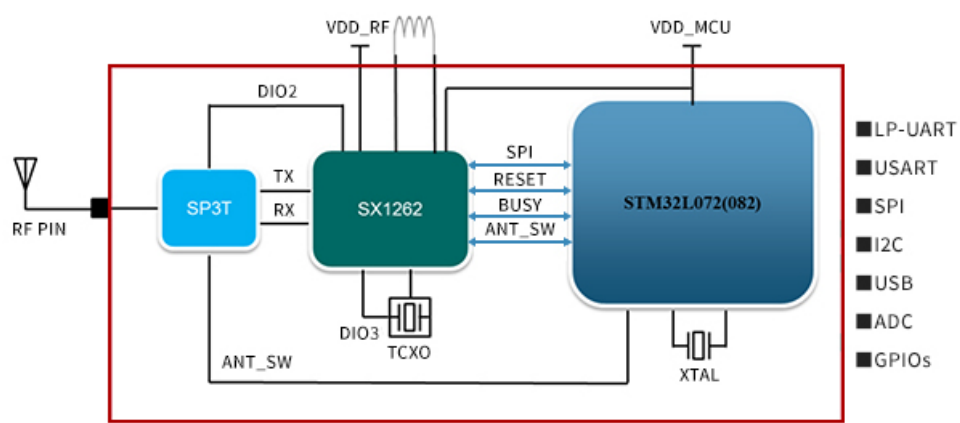 VDD_RF
VDD_MCU
DIO2
LP-UART
SPI
USART
TX
RESET
SP3T
SX1262
STM32L072(082)
SPI
RX
BUSY
RF PIN
ANT_SW
I2C
USB
DIO3
ADC
TCXO
ANT_SW
XTAL
GPIOs